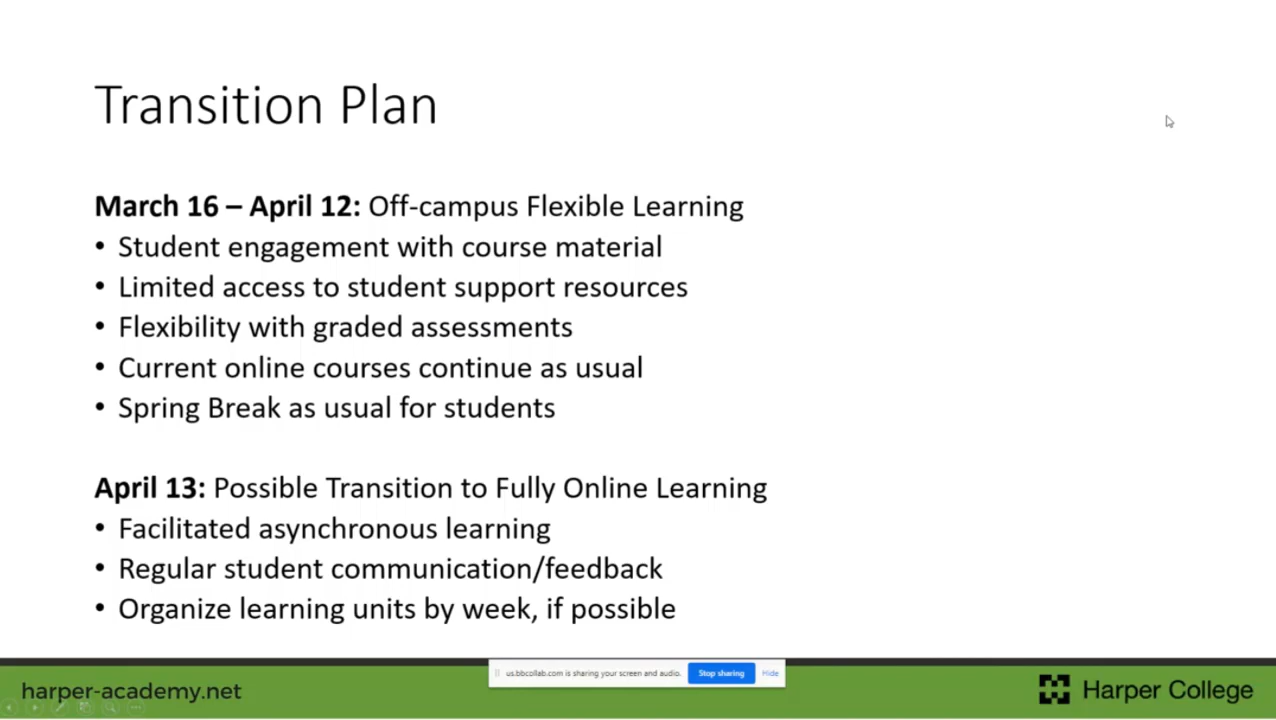 Transition Plan
March 16 – April 12: Off-campus Flexible Learning
• Student engagement with course material
• Limited access to student support resources
• Flexibility with graded assessments
• Current online courses continue as usual
• Spring Break as usual for students
April 13: Possible Transition to Fully Online Learning
• Facilitated asynchronous learning
• Regular student communication/feedback
• Organize learning units by week, if possible
us.bbcollab.com is sharing your screen and audio. Stop sharing Hide
harper-academy.net
Harper College